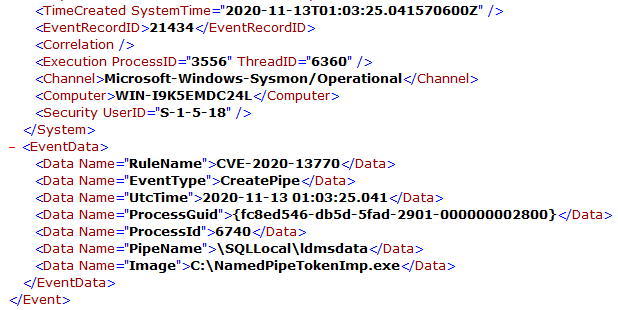 <TimeCreated SystemTime="2020-11-13T01:03:25.041570600Z" />
<EventRecordID>21434</EventRecordID>
<Correlation />
<Execution ProcessID="3556" ThreadID="6360" />
<Channel>Microsoft-Windows-Sysmon/Operational</Channel>
<Computer>WIN-I9K5EMDC24L</Computer>
<Security UserID="S-1-5-18" />
</System>
- <EventData>
<Data Name="RuleName">CVE-2020-13770</Data>
<Data Name="EventType">CreatePipe</Data>
<Data Name="UtcTime">2020-11-13 01:03:25.041</Data>
<Data Name="ProcessGuid">{fc8ed546-db5d-5fad-2901-000000002800}</Data>
<Data Name="ProcessId">6740</Data>
<Data Name="PipeName">\SQLLocal\ldmsdata</Data>
<Data Name="Image">C:\NamedPipeTokenImp.exe</Data>
</EventData>
</Event>